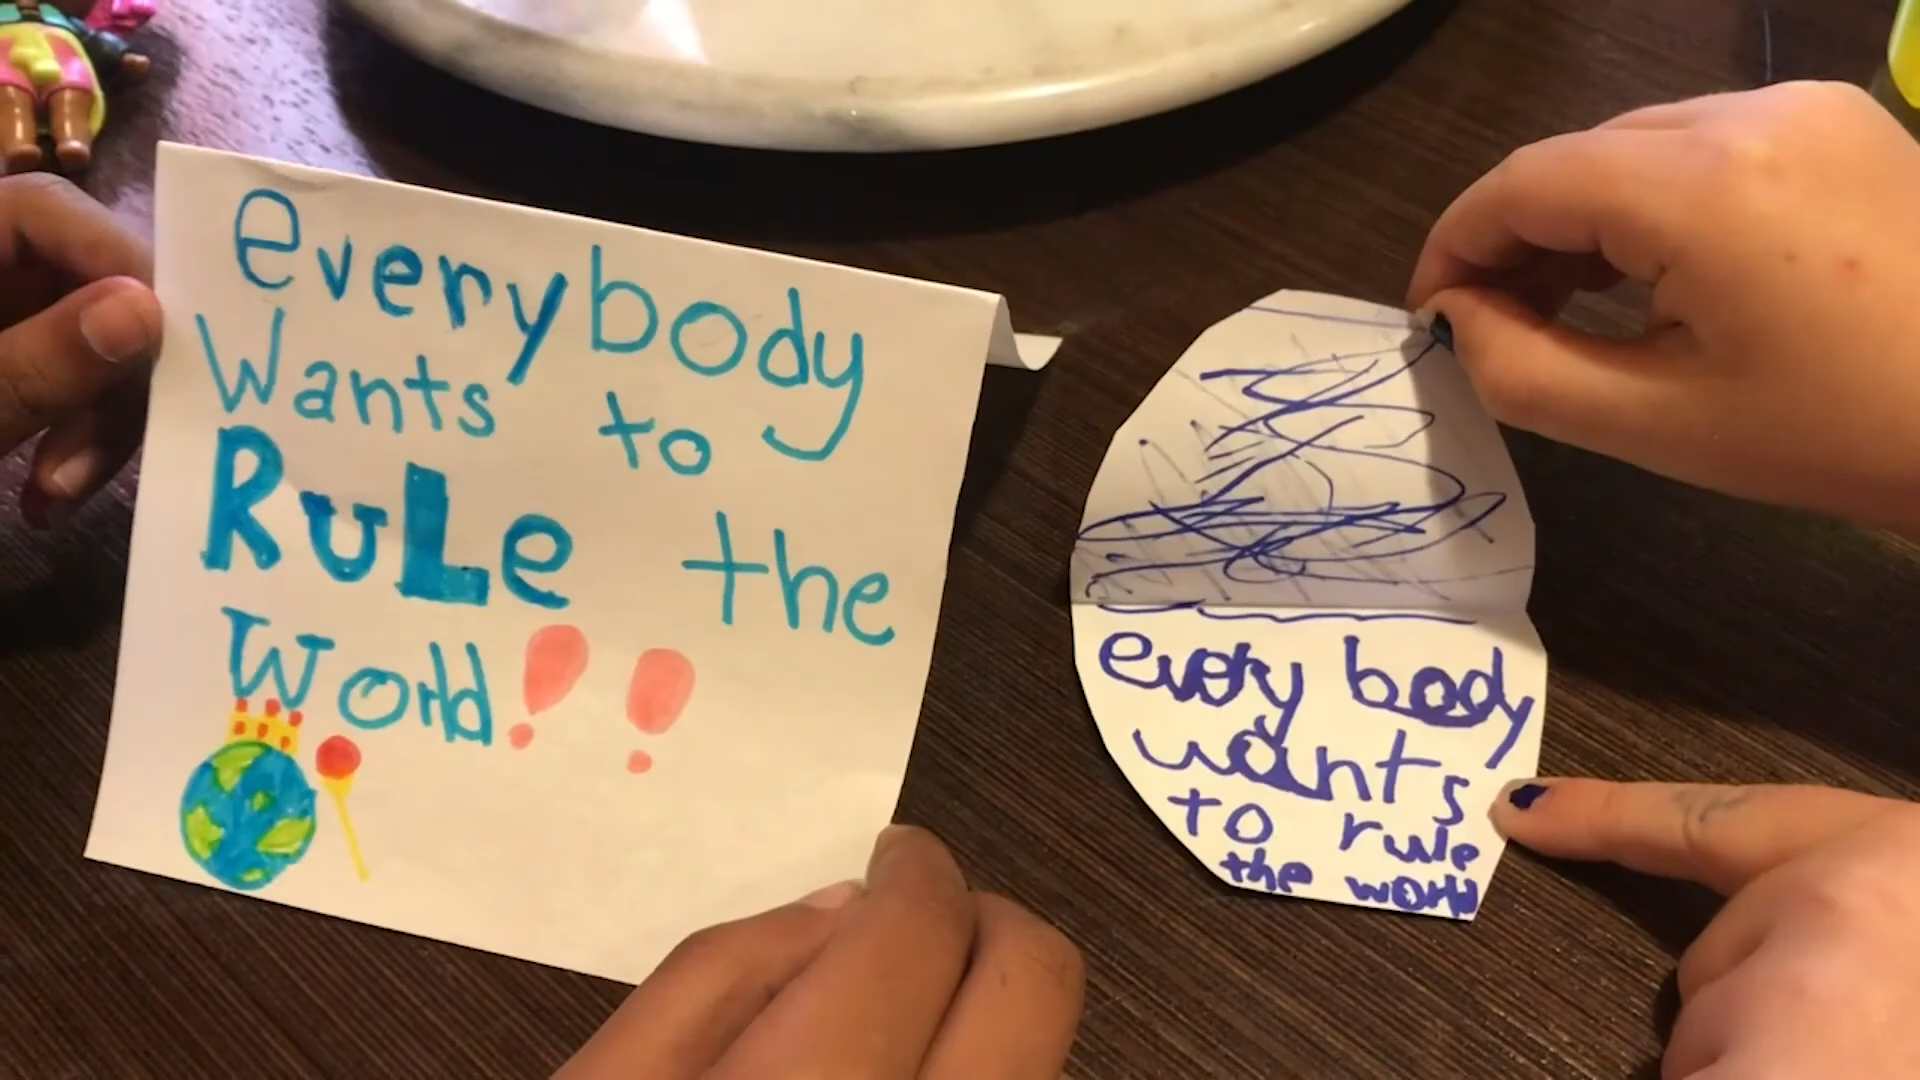 everybody
Wants to
RuLe the
World!!
every body
wants
to rule
the world